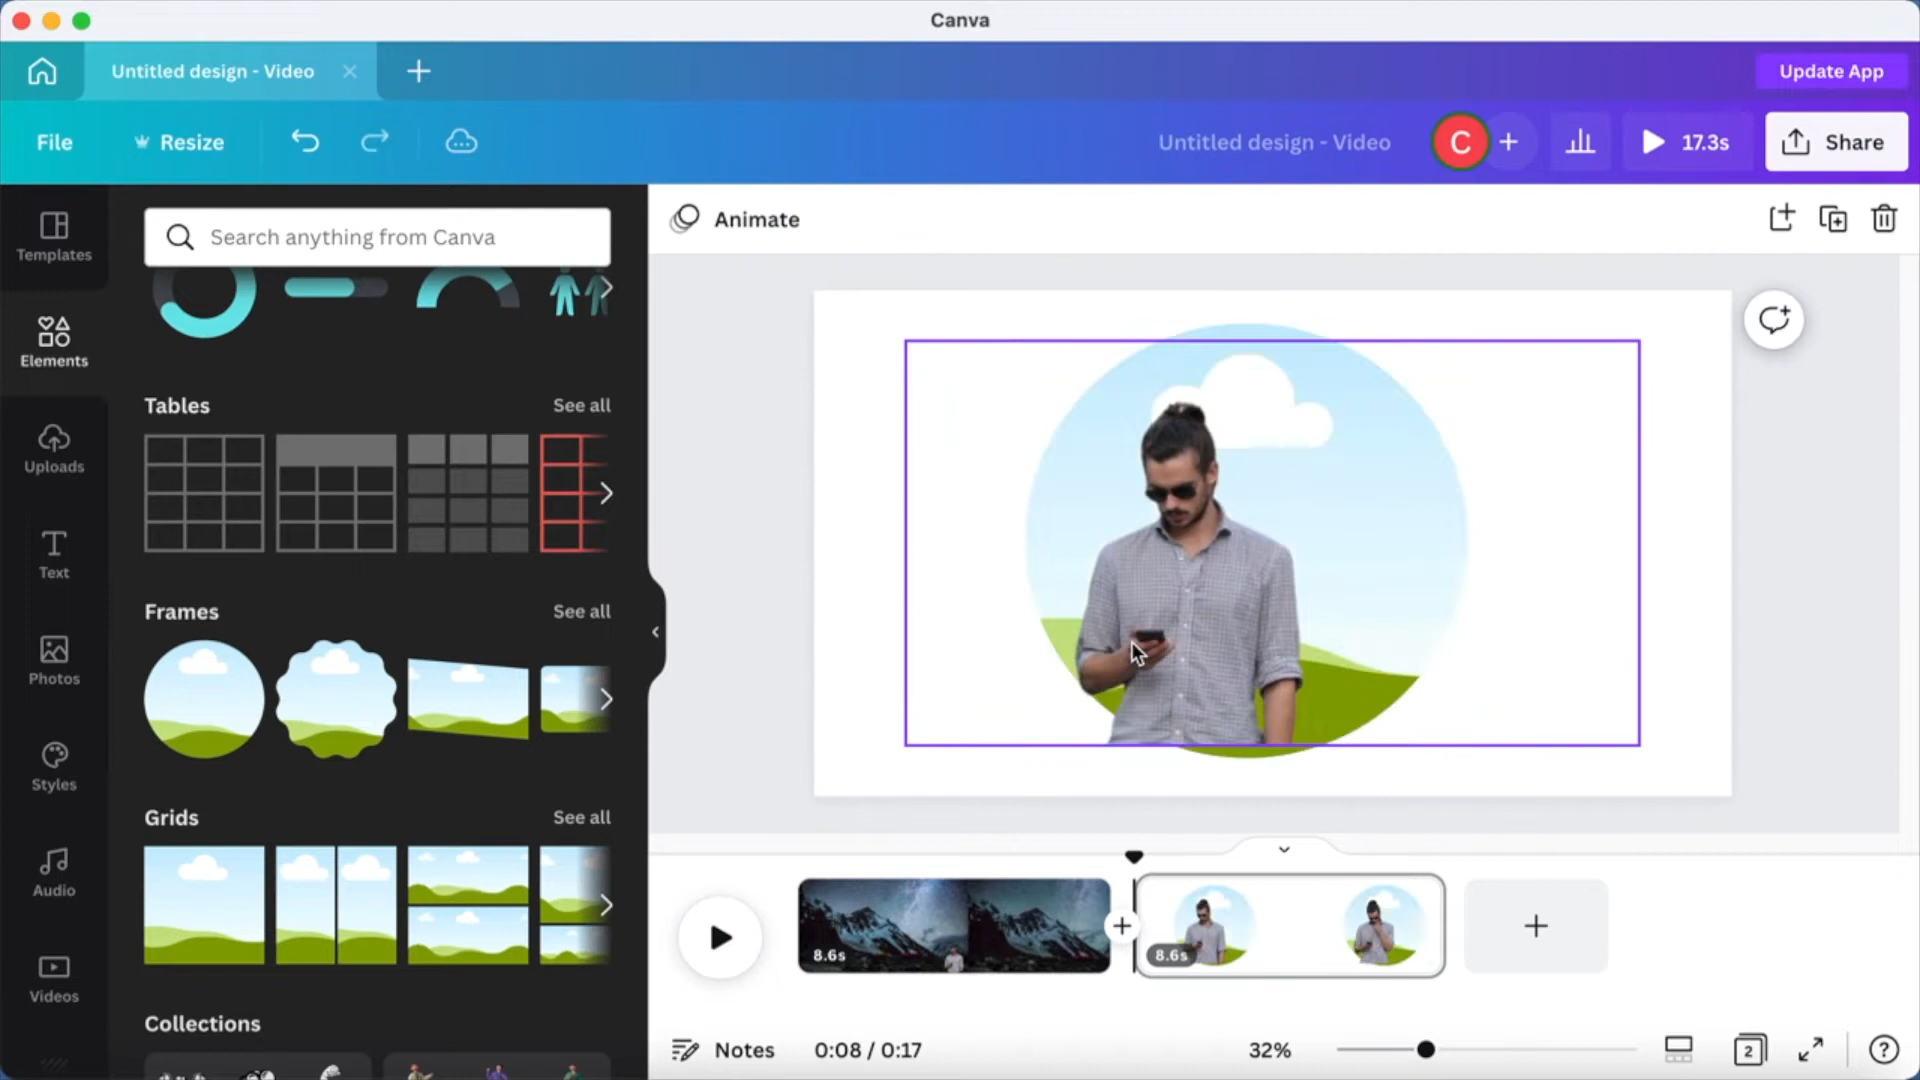 Canva
Untitled design - Video
Update App
File
Resize
Untitled design - Video
C
17.3s
Share
Templates
Elements
Uploads
Text
Photos
Styles
Audio
Videos
Search anything from Canva
Tables
See all
Frames
See all
Grids
See all
Collections
Animate
8.6s
8.6s
Notes
0:08 / 0:17
32%
2
?